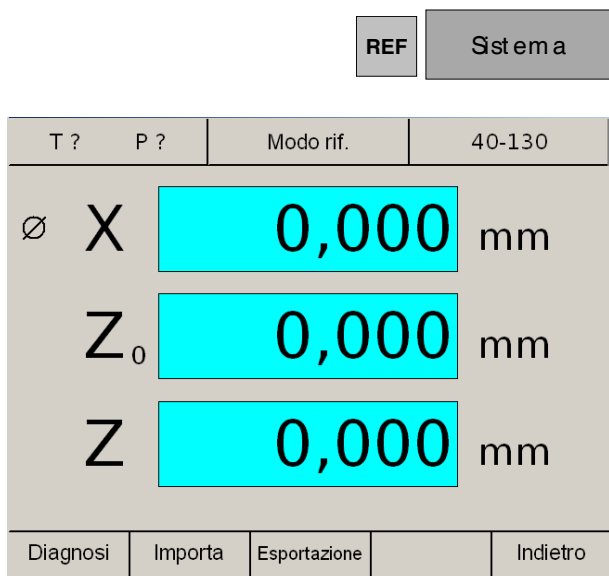 REF Sistema
T ? P ? Modo rif. 40-130
Ø X 0,000 mm
Z0 0,000 mm
Z 0,000 mm
Diagnosi Importa Esportazione Indietro